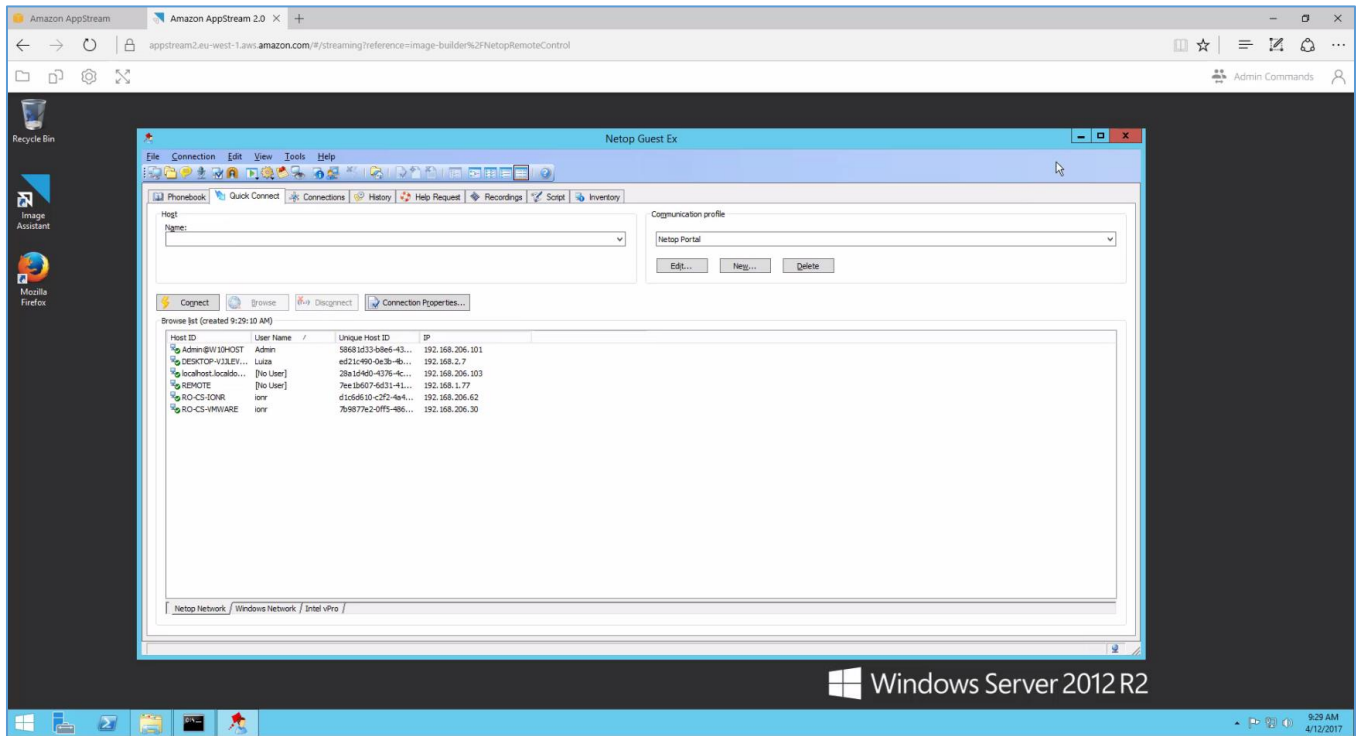 Amazon AppStream
Amazon AppStream 2.0
appstream2.eu-west-1.aws.amazon.com/#/streaming?reference=image-builder%2FNetopRemoteControl
Admin Commands
Recycle Bin
Image Assistant
Mozilla Firefox
Netop Guest Ex
File Connection Edit View Tools Help
Phonebook Quick Connect Connections History Help Request Recordings Script Inventory
Host
Name:
Communication profile
Netop Portal
Edit... New... Delete
Connect Browse Disconnect Connection Properties...
Browse list (created 9:29:10 AM)
Host ID User Name / Unique Host ID IP
Admin@W10HOST Admin 58681d33-b8e6-43... 192.168.206.101
DESKTOP-VJJLEV... Luiza ed21c490-0e3b-4b... 192.168.2.7
localhost.localdo... [No User] 28a1d4d0-4376-4c... 192.168.206.103
REMOTE [No User] 7ee1b607-6d31-41... 192.168.1.77
RO-CS-IONR ionr d1c6d610-c2f2-4a4... 192.168.206.62
RO-CS-VMWARE ionr 7b9877e2-0ff5-486... 192.168.206.30
Netop Network / Windows Network / Intel vPro /
Windows Server 2012 R2
9:29 AM
4/12/2017